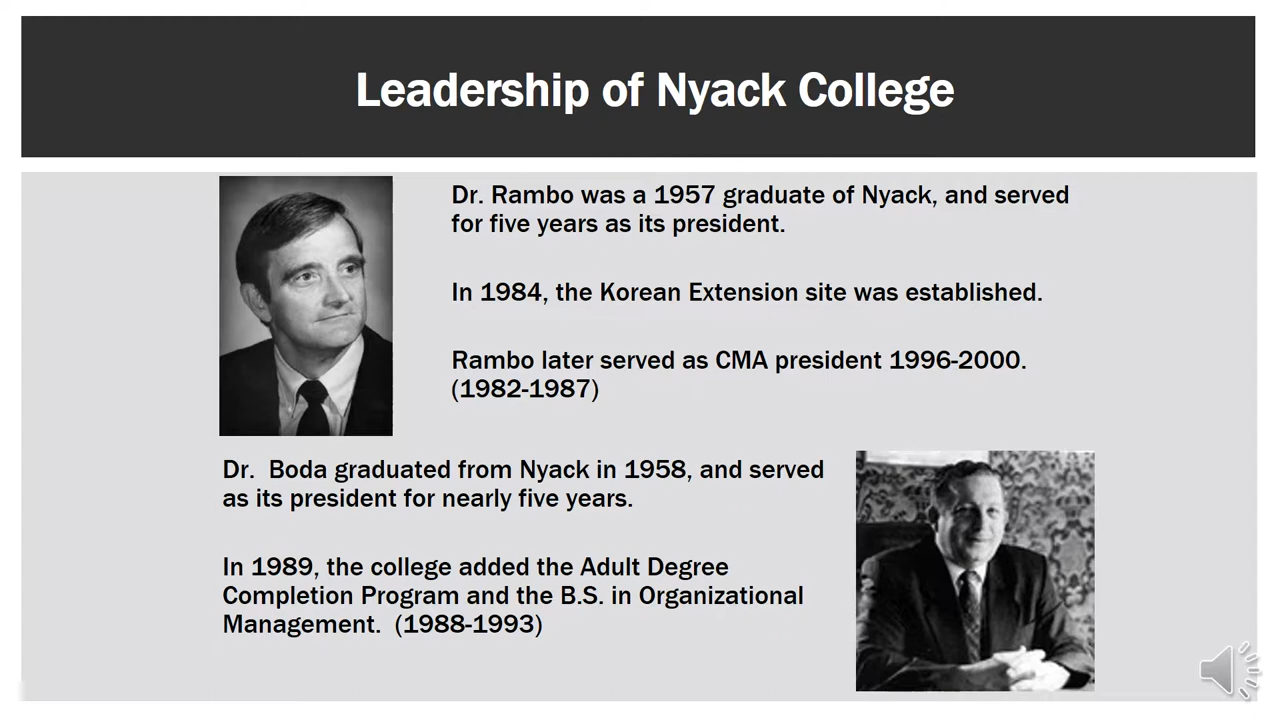 Leadership of Nyack College
Dr. Rambo was a 1957 graduate of Nyack, and served
for five years as its president.
In 1984, the Korean Extension site was established.
Rambo later served as CMA president 1996-2000.
(1982-1987)
Dr.  Boda graduated from Nyack in 1958, and served
as its president for nearly five years.
In 1989, the college added the Adult Degree
Completion Program and the B.S. in Organizational
Management.  (1988-1993)